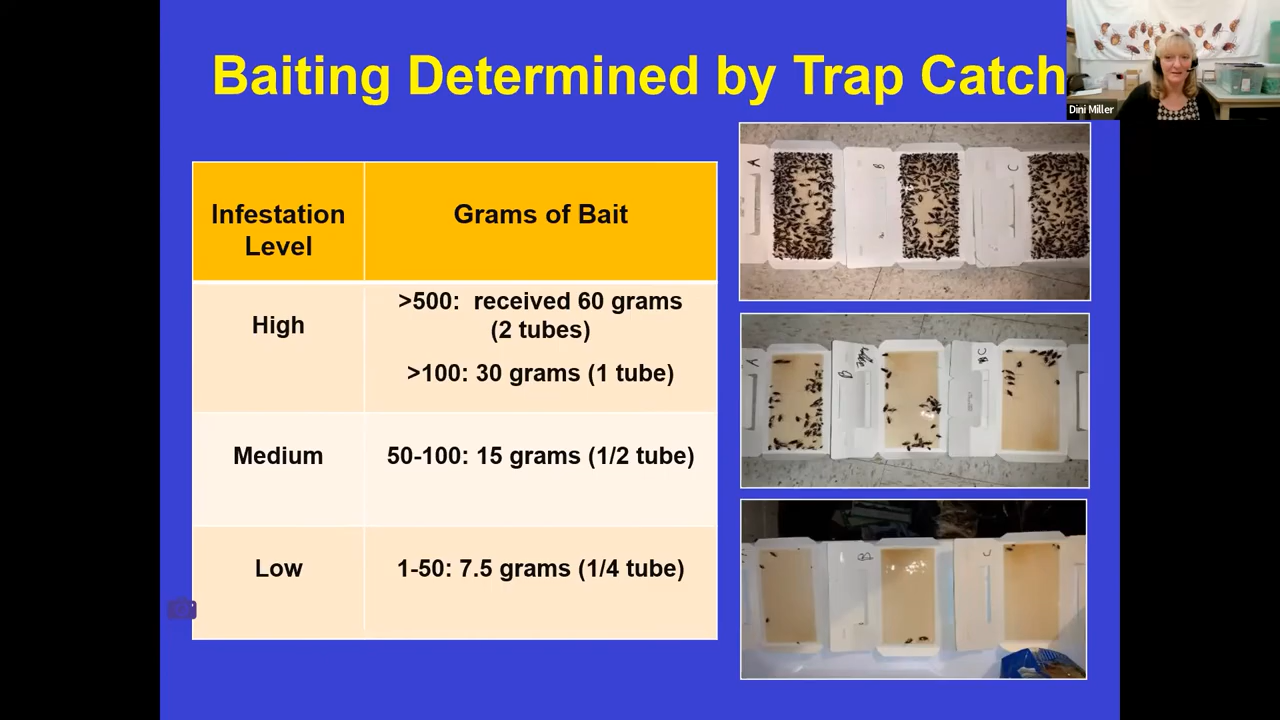 Baiting Determined by Trap Catch
Dini Miller
Infestation
Level
Grams of Bait
High
>500:  received 60 grams
(2 tubes)
>100: 30 grams (1 tube)
Medium
50-100: 15 grams (1/2 tube)
Low
1-50: 7.5 grams (1/4 tube)
A
B
C
A
B
C
B
C